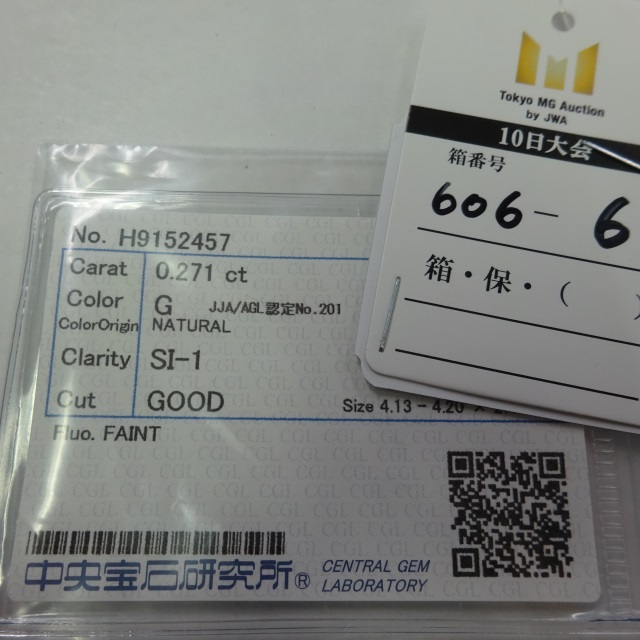 Tokyo MG Auction
by JWA
10日大会
箱番号
606-6
箱・保・(
No. H9152457
Carat 0.271 ct
Color G JJA/AGL認定No.201
ColorOrigin NATURAL
Clarity SI-1
Cut GOOD Size 4.13 - 4.20 ×
Fluo. FAINT
中央宝石研究所® CENTRAL GEM
LABORATORY